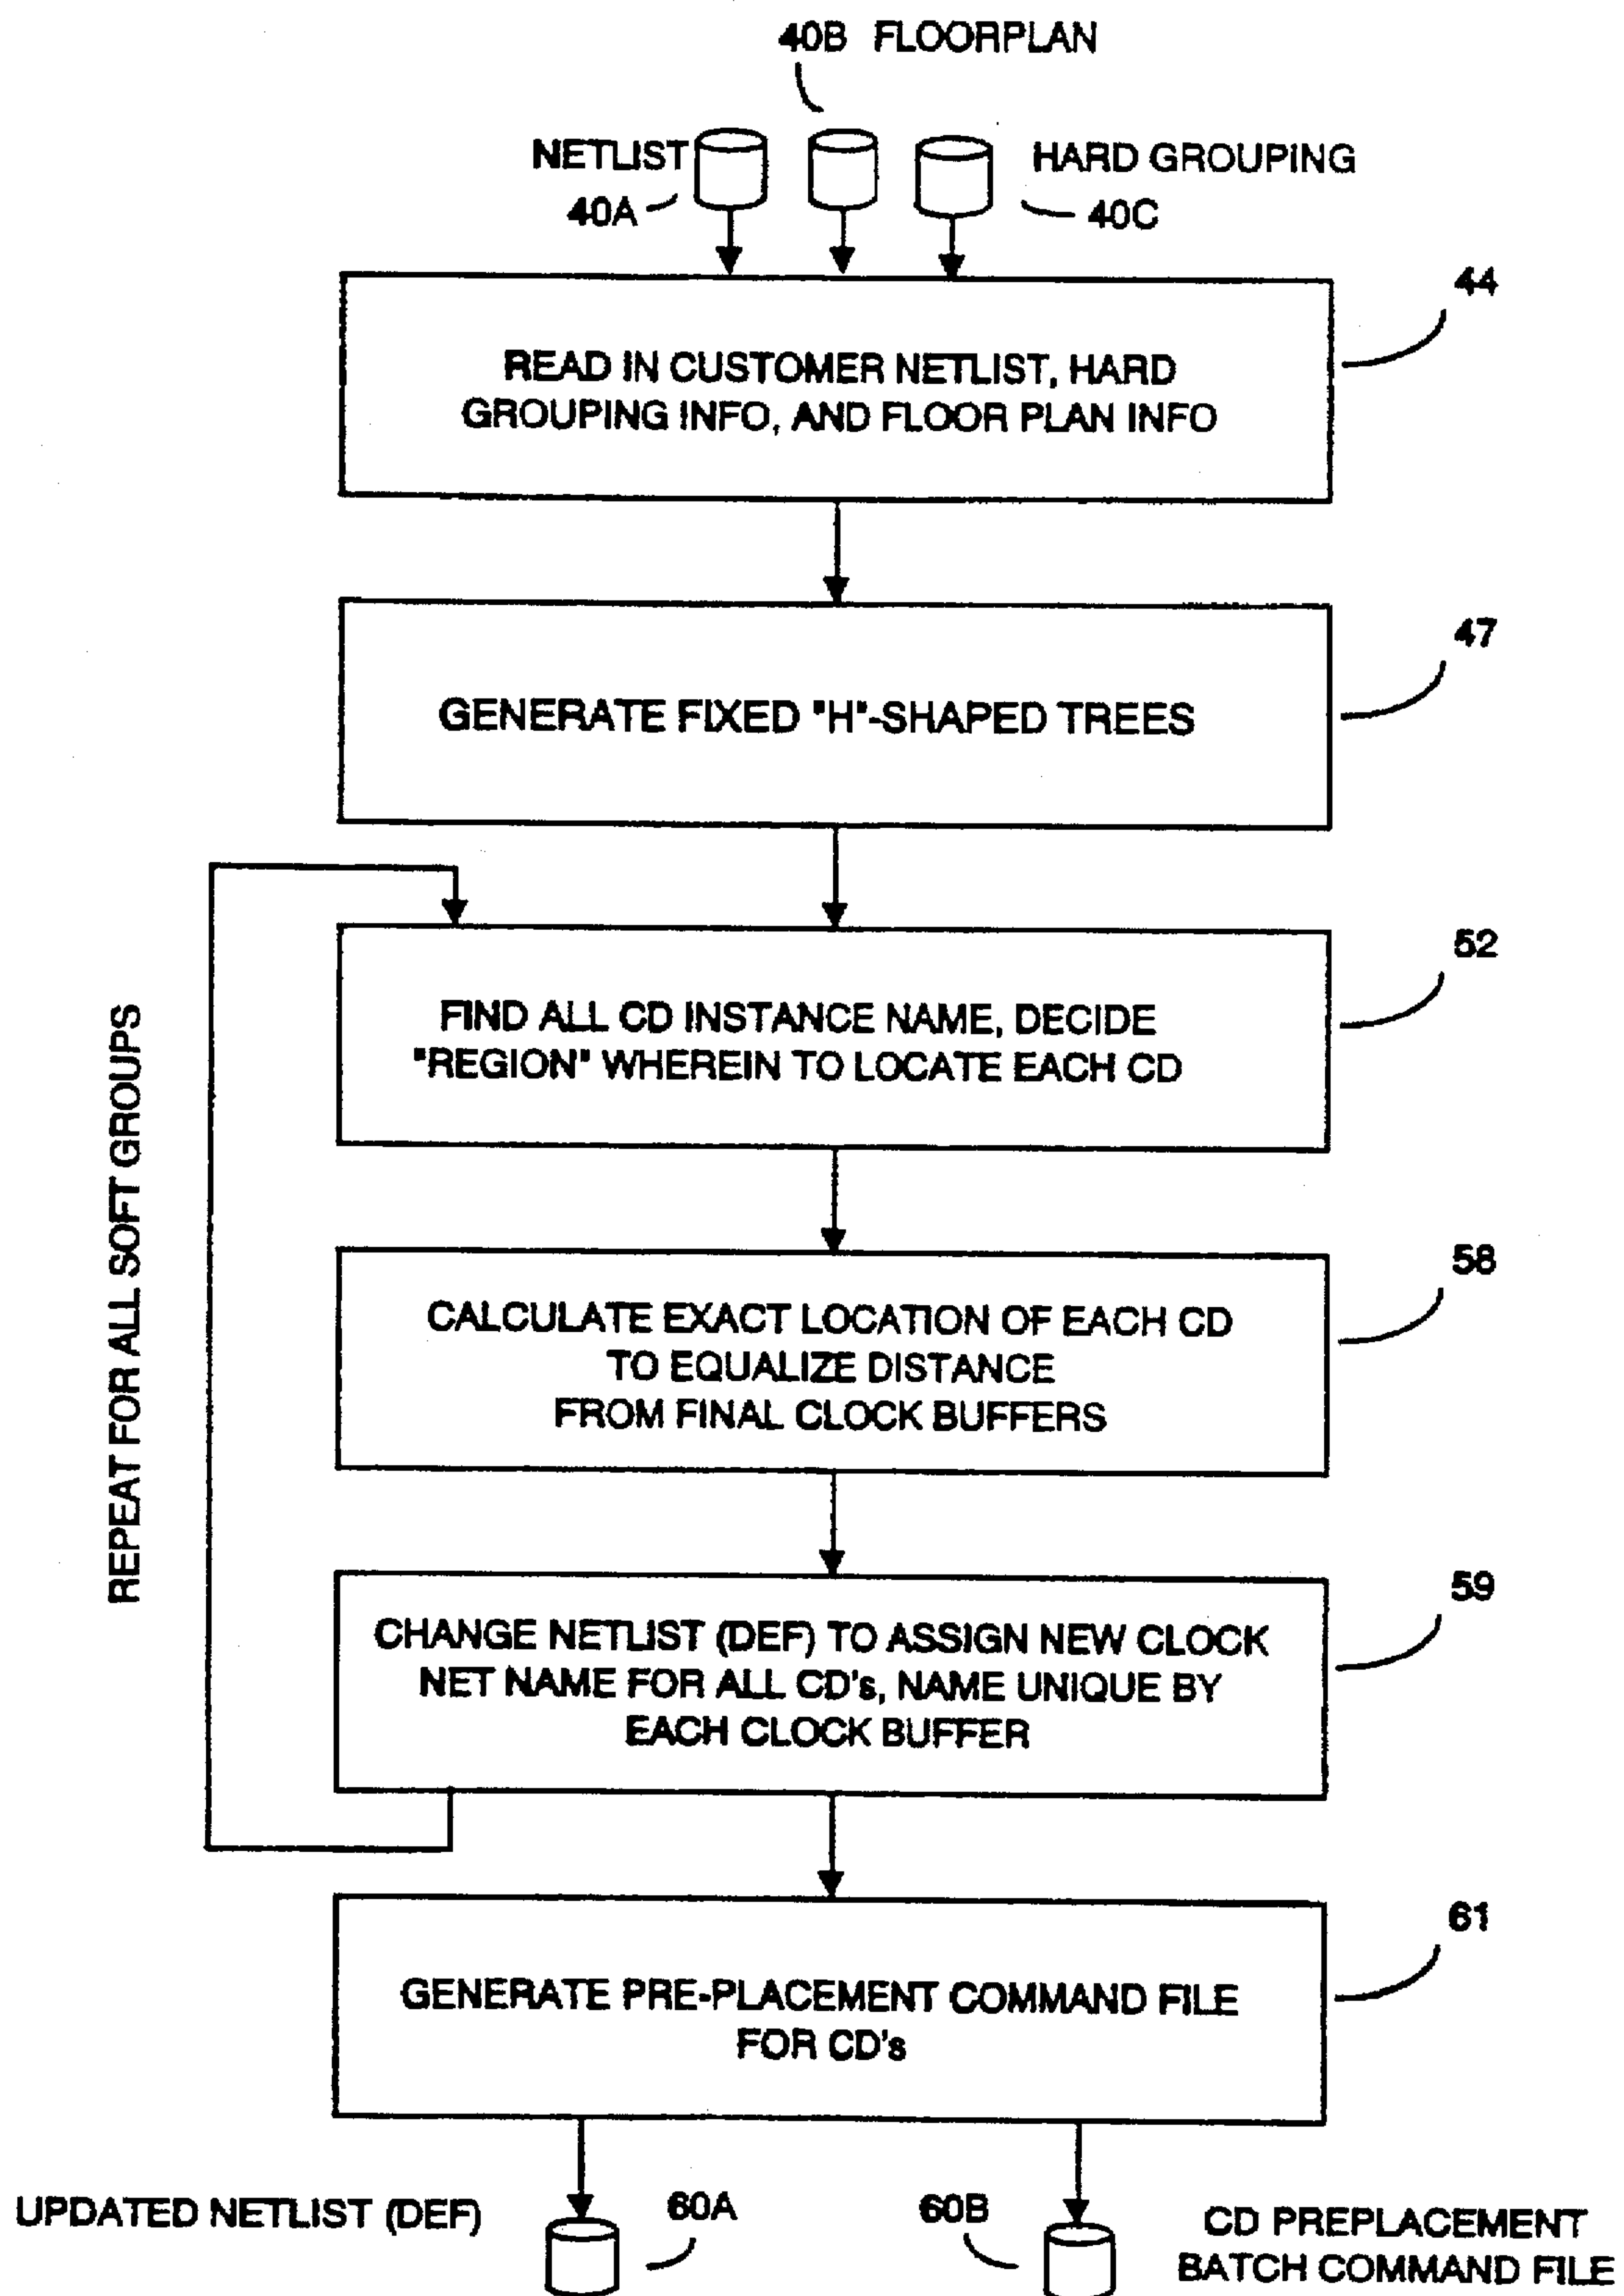 40B FLOORPLAN
NETLIST
HARD GROUPING
40A
40C
44
READ IN CUSTOMER NETLIST, HARD
GROUPING INFO, AND FLOOR PLAN INFO
47
GENERATE FIXED "H"-SHAPED TREES
52
FIND ALL CD INSTANCE NAME, DECIDE
"REGION" WHEREIN TO LOCATE EACH CD
REPEAT FOR ALL SOFT GROUPS
58
CALCULATE EXACT LOCATION OF EACH CD
TO EQUALIZE DISTANCE
FROM FINAL CLOCK BUFFERS
59
CHANGE NETLIST (DEF) TO ASSIGN NEW CLOCK
NET NAME FOR ALL CD's, NAME UNIQUE BY
EACH CLOCK BUFFER
61
GENERATE PRE-PLACEMENT COMMAND FILE
FOR CD's
UPDATED NETLIST (DEF)
60A
60B
CD PREPLACEMENT
BATCH COMMAND FILE